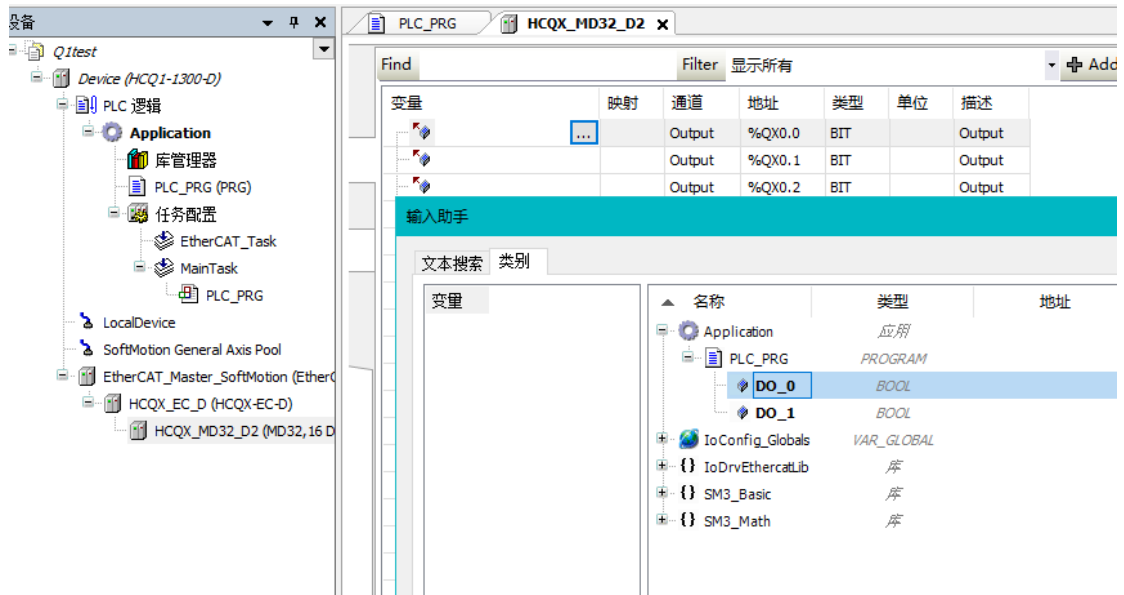 设备
Q1test
Device (HCQ1-1300-D)
PLC 逻辑
Application
库管理器
PLC_PRG (PRG)
任务配置
EtherCAT_Task
MainTask
PLC_PRG
LocalDevice
SoftMotion General Axis Pool
EtherCAT_Master_SoftMotion (Ether
HCQX_EC_D (HCQX-EC-D)
HCQX_MD32_D2 (MD32,16 D
PLC_PRG HCQX_MD32_D2
Find Filter 显示所有 Add
变量 映射 通道 地址 类型 单位 描述
... Output %QX0.0 BIT Output
Output %QX0.1 BIT Output
Output %QX0.2 BIT Output
输入助手
文本搜索 类别
变量
名称 类型 地址
Application 应用
PLC_PRG PROGRAM
DO_0 BOOL
DO_1 BOOL
IoConfig_Globals VAR_GLOBAL
{} IoDrvEthercatLib 库
{} SM3_Basic 库
{} SM3_Math 库